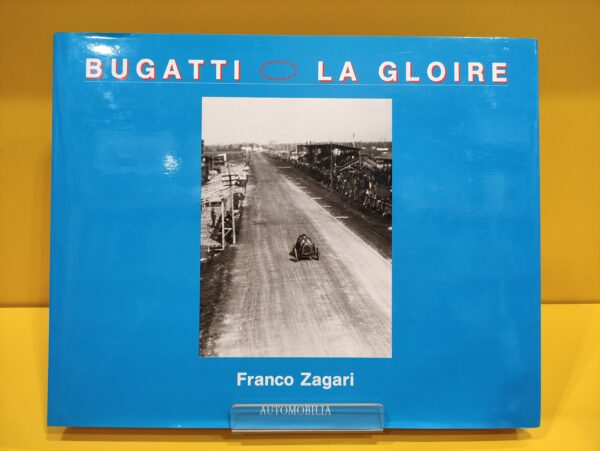 BUGATTI LA GLOIRE
Franco Zagari
AUTOMOBILIA